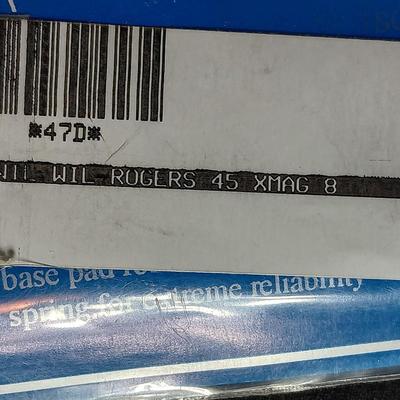 *47D*
WIL ROGERS 45 XMAG 8
base pad
spring for extreme reliability